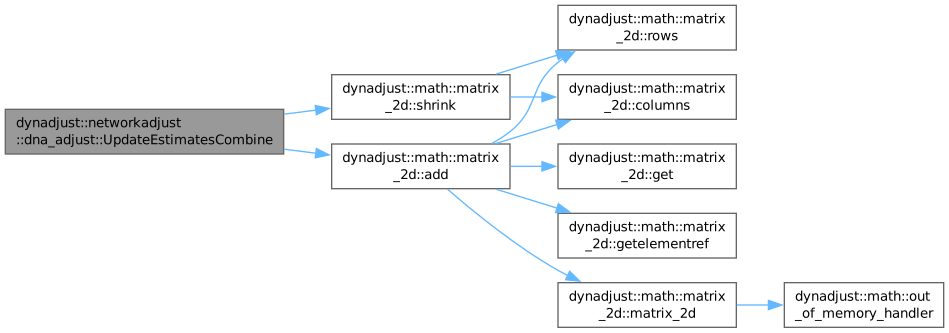 dynadjust::networkadjust
::dna_adjust::UpdateEstimatesCombine
dynadjust::math::matrix
_2d::shrink
dynadjust::math::matrix
_2d::add
dynadjust::math::matrix
_2d::rows
dynadjust::math::matrix
_2d::columns
dynadjust::math::matrix
_2d::get
dynadjust::math::matrix
_2d::getelementref
dynadjust::math::matrix
_2d::matrix_2d
dynadjust::math::out
_of_memory_handler